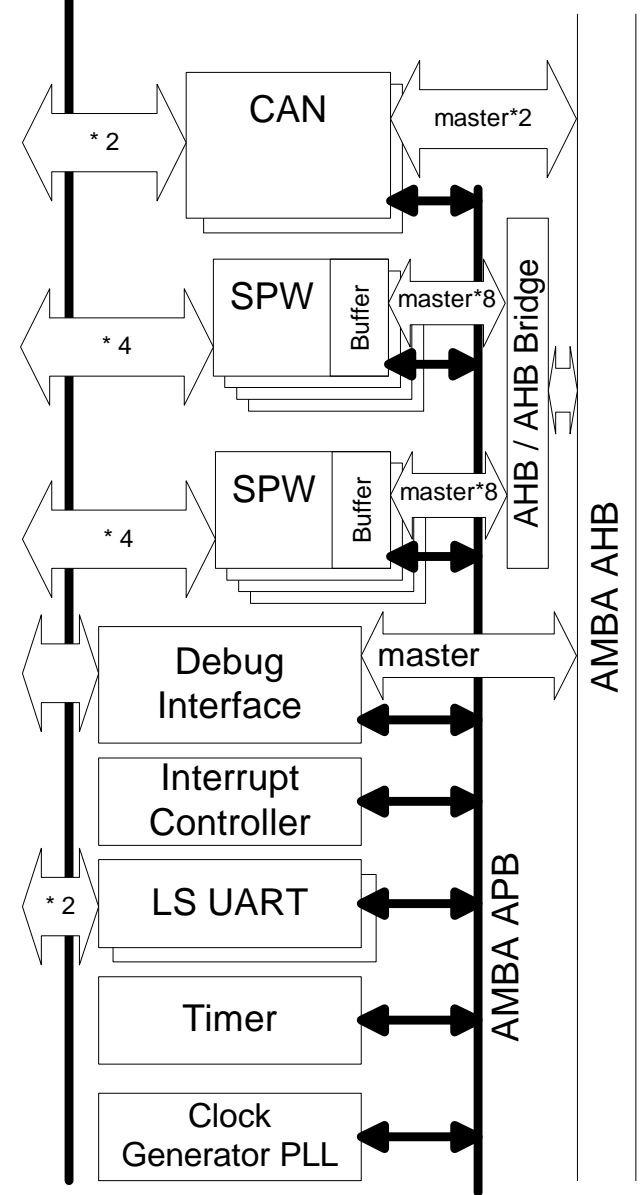 CAN
* 2
master*2
SPW
Buffer
* 4
master*8
AHB / AHB Bridge
SPW
Buffer
* 4
master*8
AMBA AHB
Debug
Interface
master
Interrupt
Controller
LS UART
* 2
AMBA APB
Timer
Clock
Generator PLL